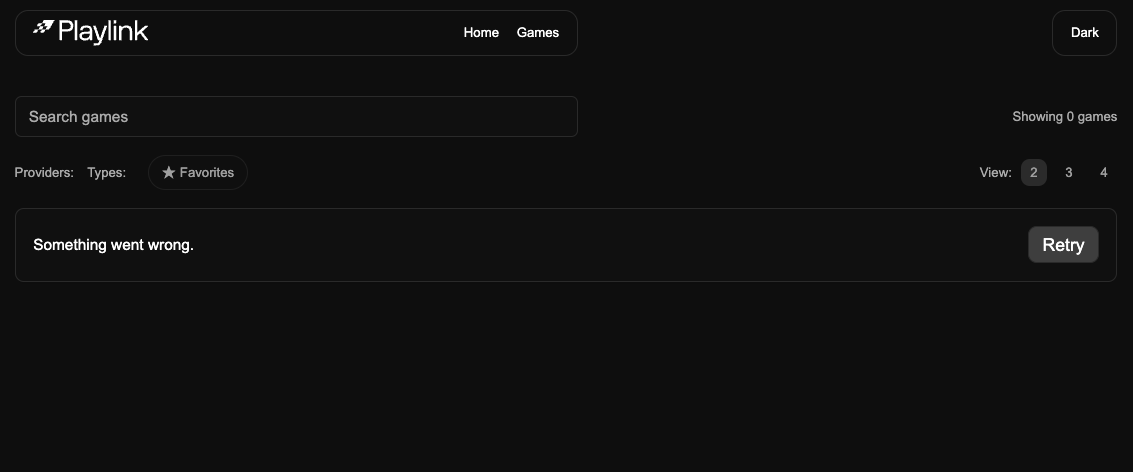 Playlink Home Games Dark
Search games Showing 0 games
Providers: Types: ★ Favorites View: 2 3 4
Something went wrong. Retry